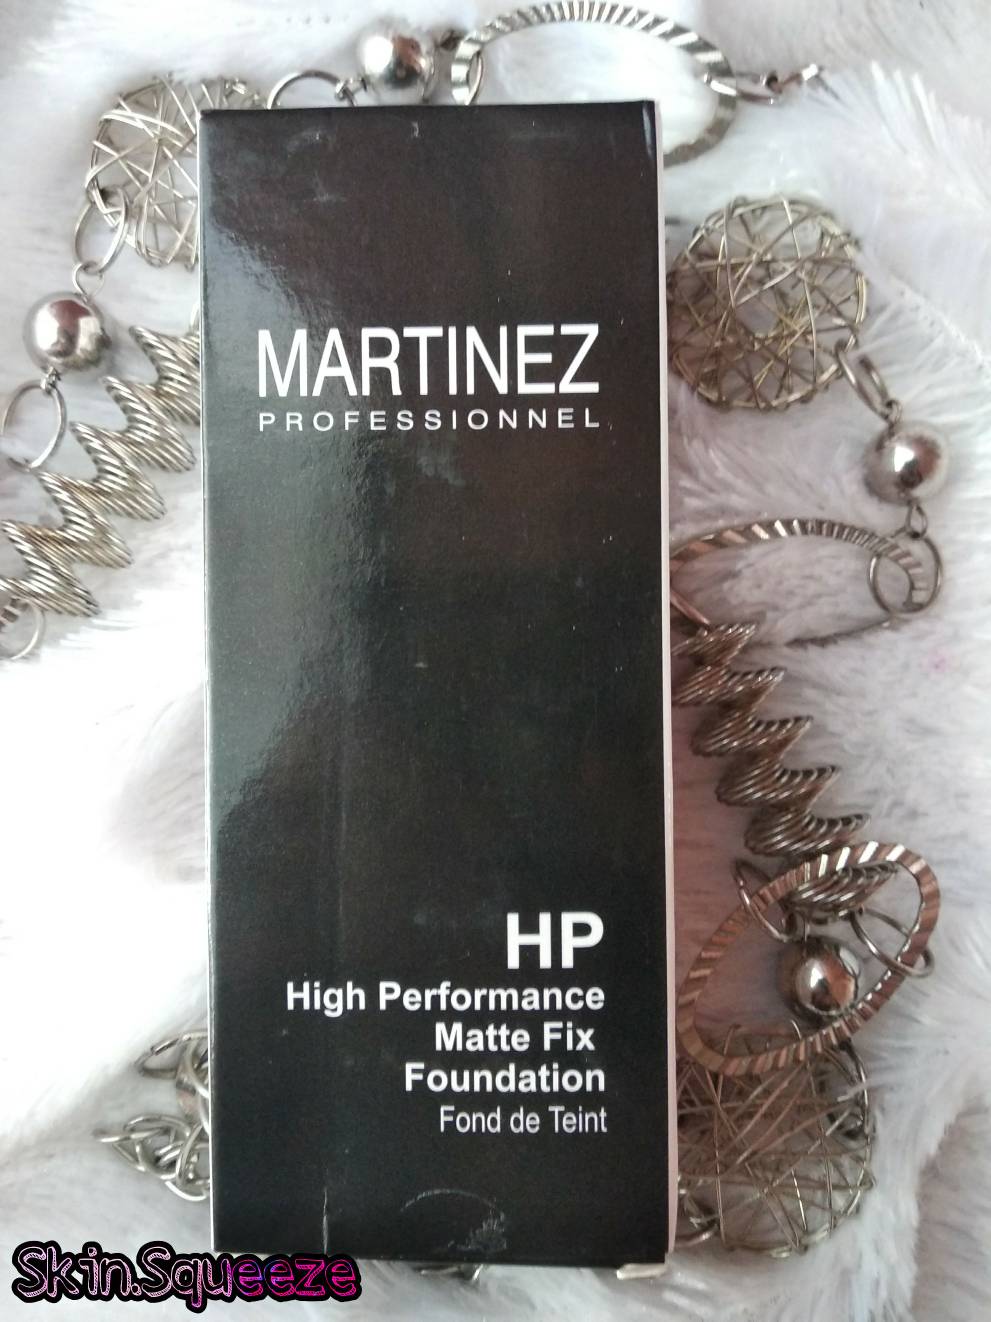 MARTINEZ
PROFESSIONNEL
HP
High Performance
Matte Fix
Foundation
Fond de Teint
Skin.Squeeze